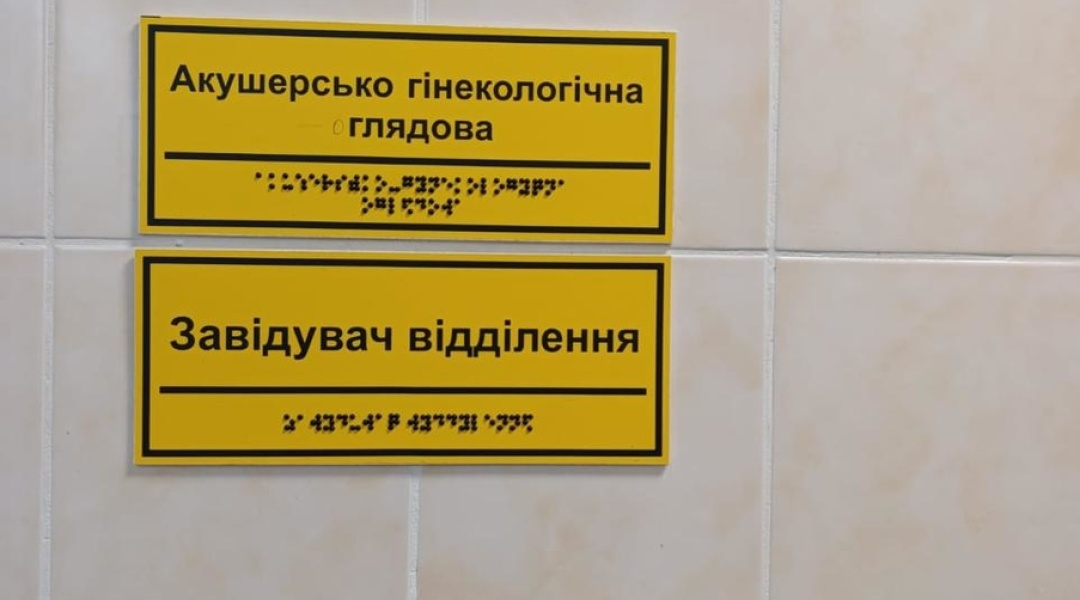 Акушерсько гінекологічна
оглядова
Завідувач відділення